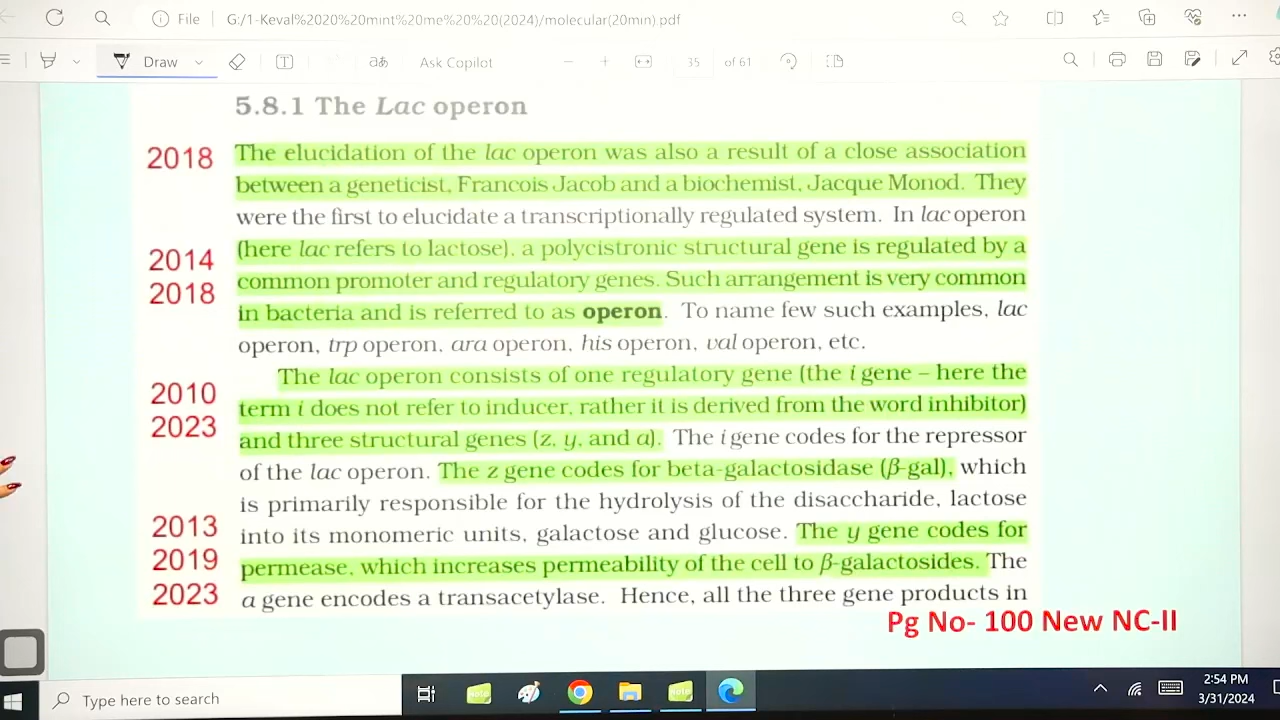 File G:/1-Keval%2020%20mint%20me%20%20(2024)/molecular(20min) pdf
Draw
Ask Copilot
35 of 61
5.8.1 The Lac operon
2018 The elucidation of the lac operon was also a result of a close association
between a geneticist, Francois Jacob and a biochemist, Jacque Monod. They
were the first to elucidate a transcriptionally regulated system. In lac operon
2014 (here lac refers to lactose), a polycistronic structural gene is regulated by a
2018 common promoter and regulatory genes. Such arrangement is very common
in bacteria and is referred to as operon. To name few such examples, lac
operon, trp operon, ara operon, his operon, val operon, etc.
2010 The lac operon consists of one regulatory gene (the i gene – here the
term i does not refer to inducer, rather it is derived from the word inhibitor)
2023 and three structural genes (z, y, and a). The i gene codes for the repressor
of the lac operon. The z gene codes for beta-galactosidase (β-gal), which
is primarily responsible for the hydrolysis of the disaccharide, lactose
2013 into its monomeric units, galactose and glucose. The y gene codes for
2019 permease, which increases permeability of the cell to β-galactosides. The
2023 a gene encodes a transacetylase. Hence, all the three gene products in
Pg No- 100 New NC-II
Type here to search
2:54 PM
3/31/2024